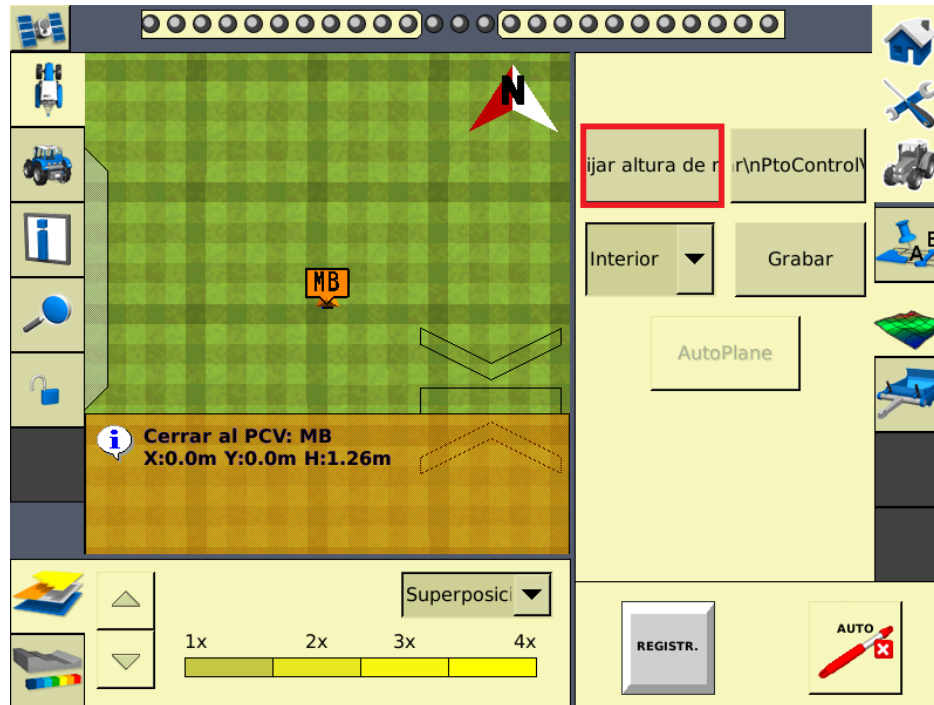 N
ijar altura de r
r\nPtoControl\
Interior
Grabar
A
MB
AutoPlane
Cerrar al PCV: MB
X:0.0m Y:0.0m H:1.26m
Superposici
1x 2x 3x 4x
REGISTR.
AUTO